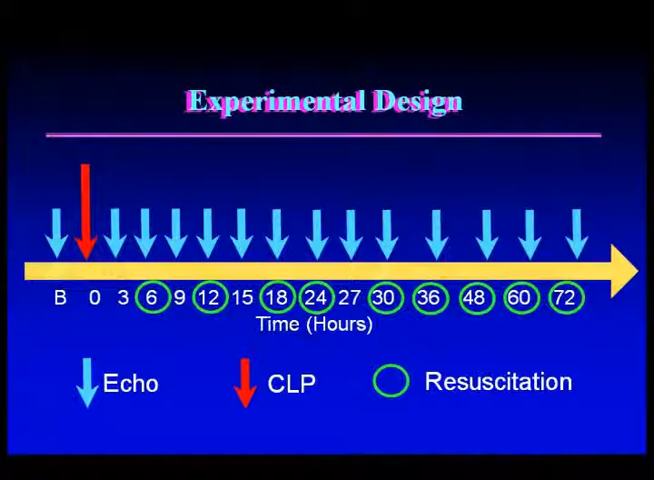 Experimental Design
B 0 3 6 9 12 15 18 24 27 30 36 48 60 72
Time (Hours)
Echo CLP Resuscitation